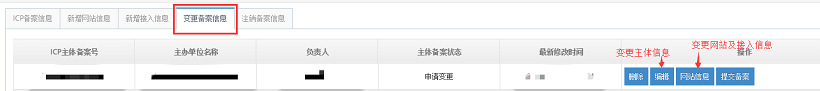 ICP备案信息 新增网站信息 新增接入信息 变更备案信息 注销备案信息
变更主体信息 变更网站及接入信息
ICP主体备案号 主办单位名称 负责人 主体备案状态 最新修改时间 操作
申请变更 删除 编辑 网站信息 提交备案